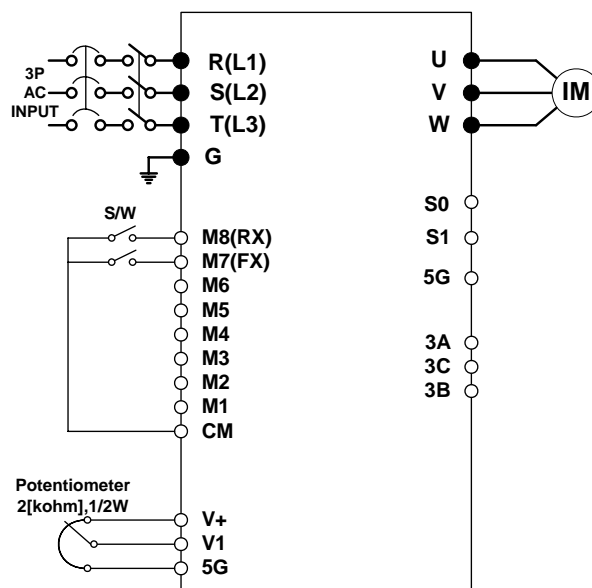 R(L1)
U
3P
AC
INPUT
S(L2)
V
IM
T(L3)
W
G
S0
S/W
M8(RX)
S1
M7(FX)
M6
5G
M5
M4
3A
M3
3C
M2
3B
M1
CM
Potentiometer
2[kohm],1/2W
V+
V1
5G